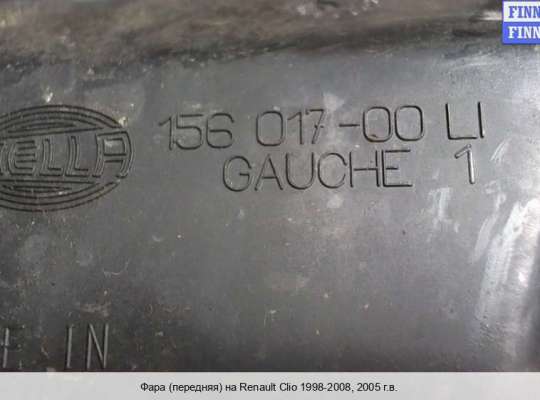 FINN
FINN
HELLA
156 017-00 LI
GAUCHE 1
E IN
Фара (передняя) на Renault Clio 1998-2008, 2005 г.в.